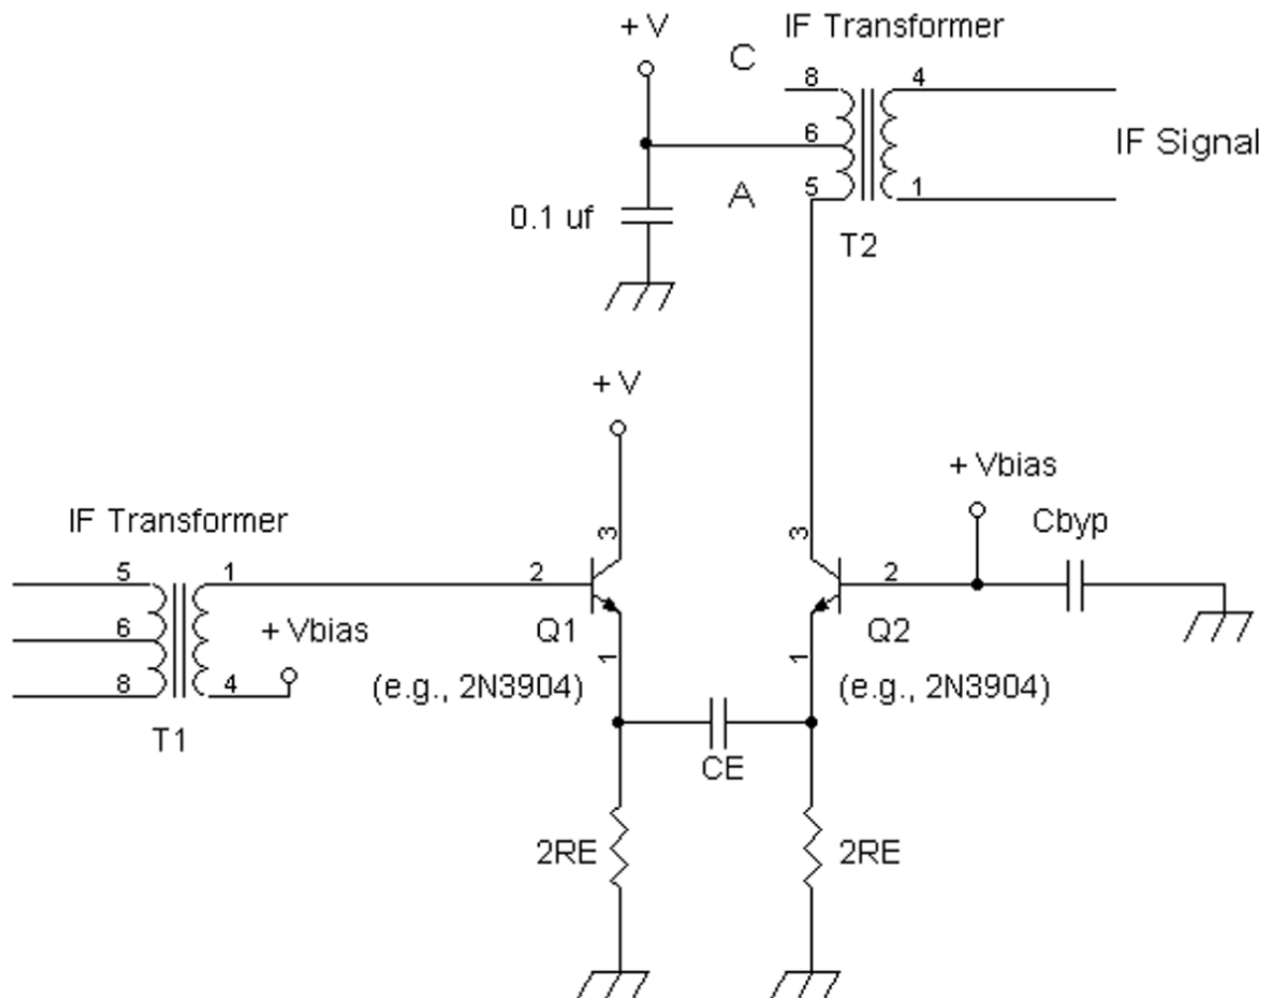 + V
IF Transformer
C
8
4
6
IF Signal
A
5
1
0.1 uf
T2
+ V
3
3
+ Vbias
Cbyp
IF Transformer
5
1
2
2
6
+ Vbias
Q1
Q2
8
4
1
1
(e.g., 2N3904)
(e.g., 2N3904)
T1
CE
2RE
2RE